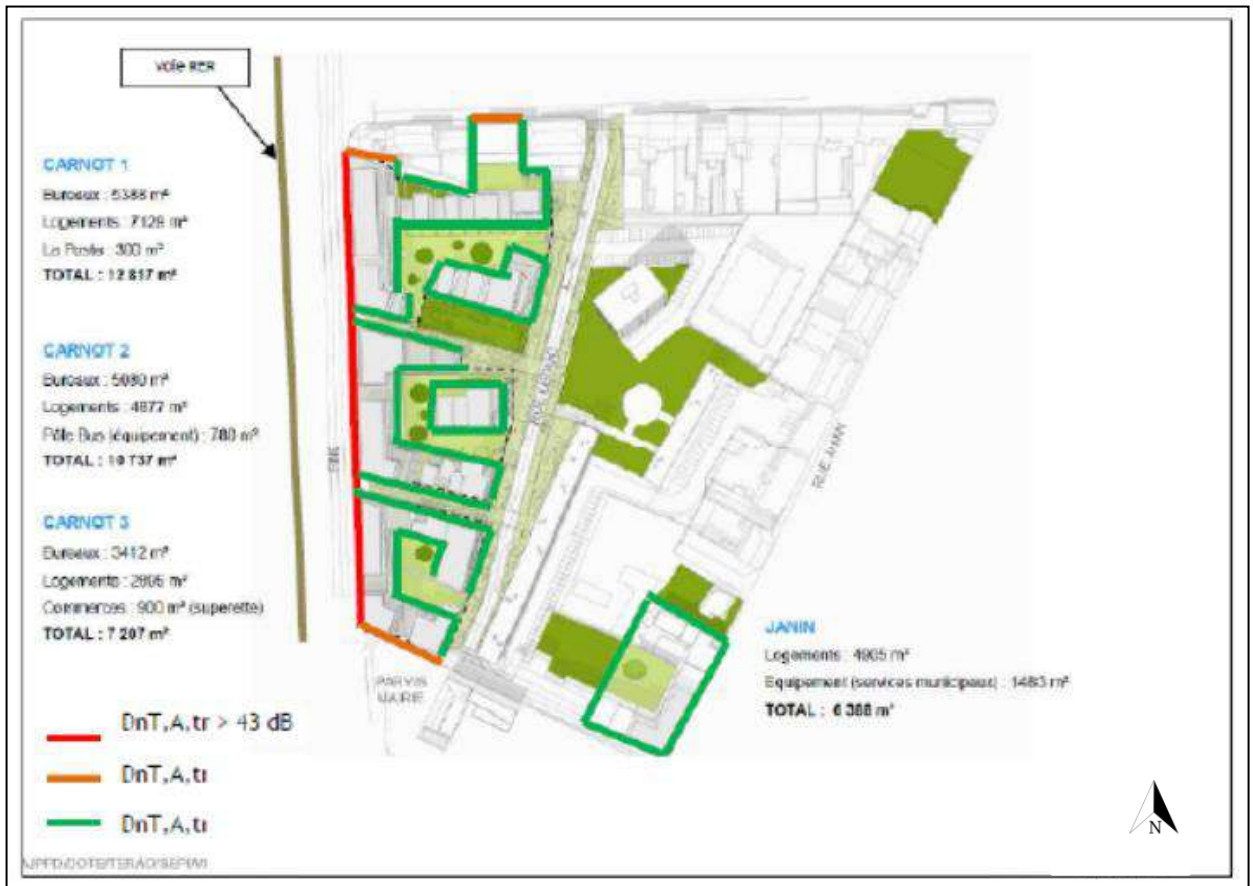 Voie RER
CARNOT 1
Bureaux : 5388 m²
Logements : 7129 m²
La Poste : 300 m²
TOTAL : 12 817 m²
CARNOT 2
Bureaux : 5080 m²
Logements : 4877 m²
Pôle Bus (équipement) : 780 m²
TOTAL : 10 737 m²
CARNOT 3
Bureaux : 3412 m²
Logements : 2895 m²
Commerces : 900 m² (superette)
TOTAL : 7 207 m²
PARVIS
MAIRIE
JANIN
Logements : 4905 m²
Equipement (services municipaux) : 1483 m²
TOTAL : 6 388 m²
DnT,A,tr > 43 dB
DnT,A,tr
DnT,A,tr
N